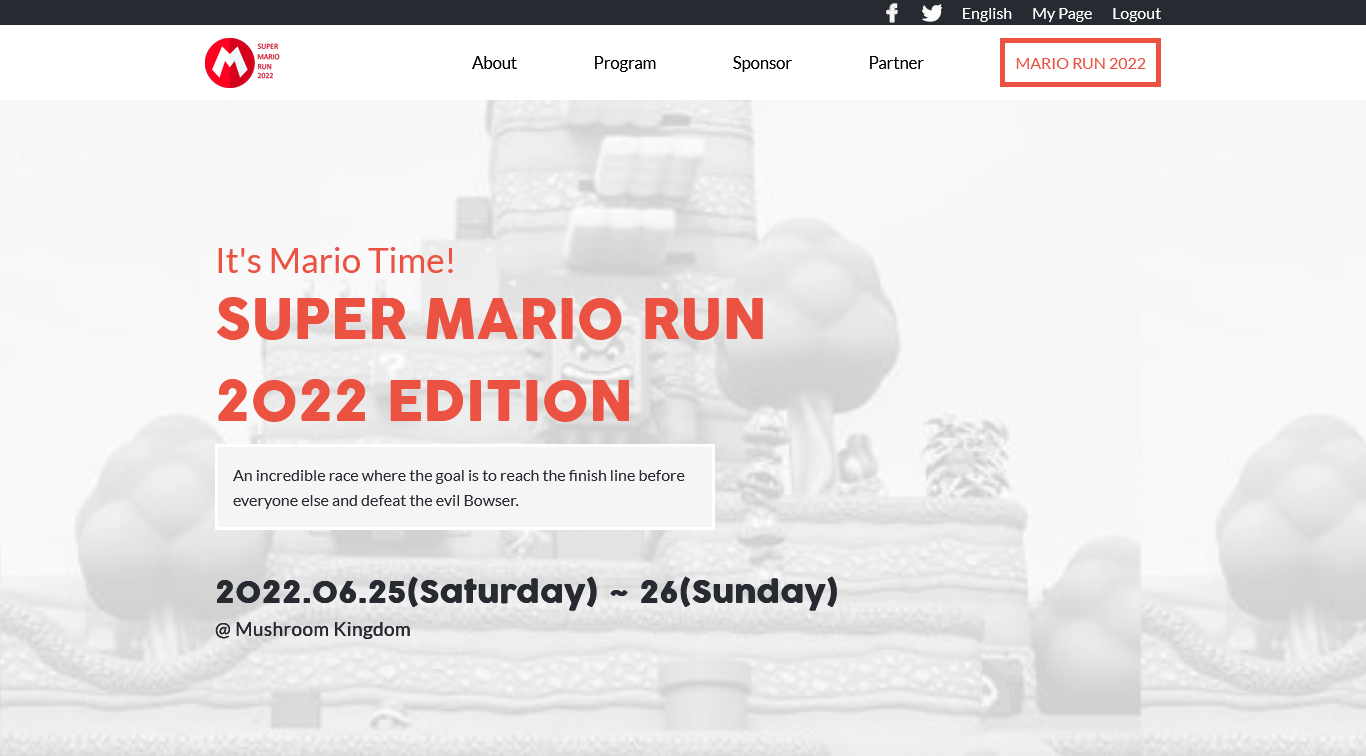 English My Page Logout
SUPER
MARIO
RUN
2022
About Program Sponsor Partner MARIO RUN 2022
It's Mario Time!
SUPER MARIO RUN
2022 EDITION
An incredible race where the goal is to reach the finish line before
everyone else and defeat the evil Bowser.
2022.06.25(Saturday) ~ 26(Sunday)
@ Mushroom Kingdom